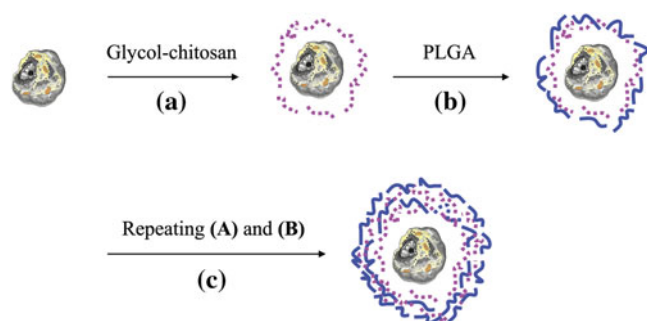 Glycol-chitosan
(a)
PLGA
(b)
Repeating (A) and (B)
(c)